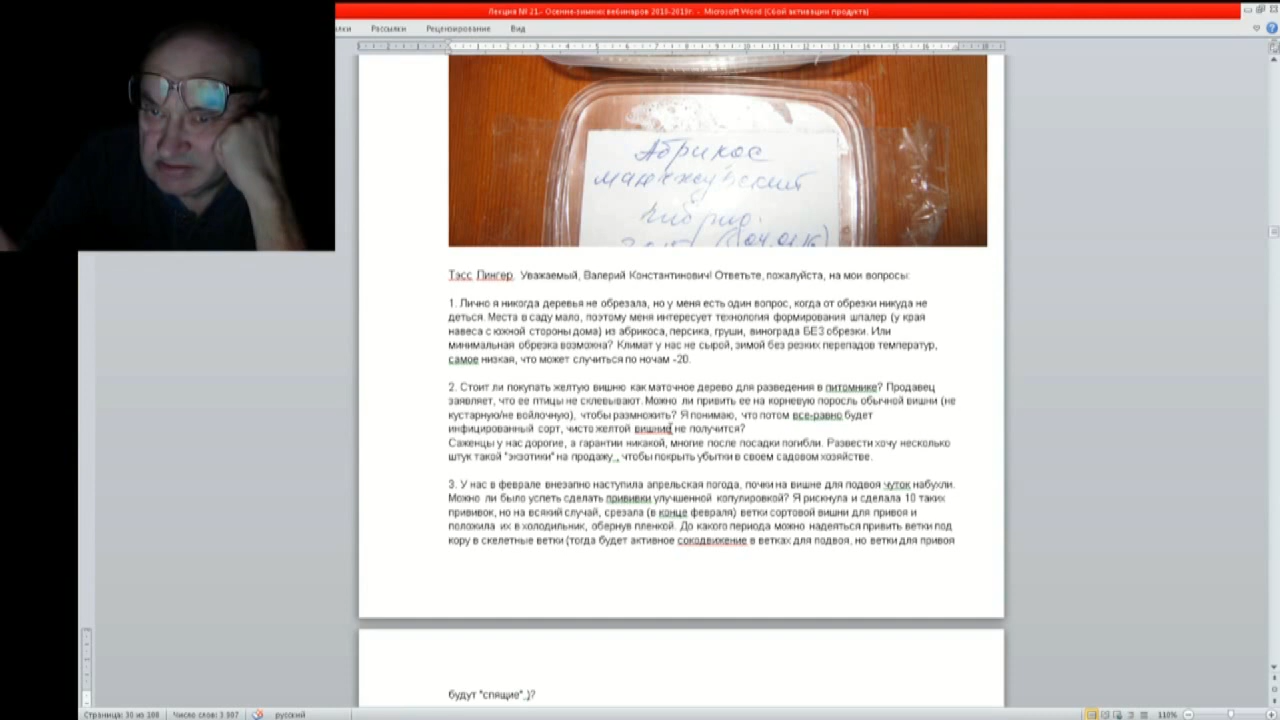 Лекция № 21.- Осенне-зимних вебинаров 2018-2019г. - Microsoft Word (Сбой активации продукта)
Рассылки Рецензирование Вид
Абрикос
манчжурский
гибрид.
Тэсс Лингер. Уважаемый, Валерий Константинович! Ответьте, пожалуйста, на мои вопросы:
1. Лично я никогда деревья не обрезала, но у меня есть один вопрос, когда от обрезки никуда не
деться. Места в саду мало, поэтому меня интересует технология формирования шпалер (у края
навеса с южной стороны дома) из абрикоса, персика, груши, винограда БЕЗ обрезки. Или
минимальная обрезка возможна? Климат у нас не сырой, зимой без резких перепадов температур,
самое низкая, что может случиться по ночам -20.
2. Стоит ли покупать желтую вишню как маточное дерево для разведения в питомнике? Продавец
заявляет, что ее птицы не склевывают. Можно ли привить ее на корневую поросль обычной вишни (не
кустарную/не войлочную), чтобы размножить? Я понимаю, что потом все-равно будет
инфицированный сорт, чисто желтой вишние не получится?
Саженцы у нас дорогие, а гарантии никакой, многие после посадки погибли. Развести хочу несколько
штук такой "экзотики" на продажу , чтобы покрыть убытки в своем садовом хозяйстве.
3. У нас в феврале внезапно наступила апрельская погода, почки на вишне для подвоя чуток набухли.
Можно ли было успеть сделать прививки улучшенной копулировкой? Я рискнула и сделала 10 таких
прививок, но на всякий случай, срезала (в конце февраля) ветки сортовой вишни для привоя и
положила их в холодильник, обернув пленкой. До какого периода можно надеяться привить ветки под
кору в скелетные ветки (тогда будет активное сокодвижение в ветках для подвоя, но ветки для привоя
будут "спящие",)?
Страница: 30 из 108 Число слов: 3 907 русский 110%